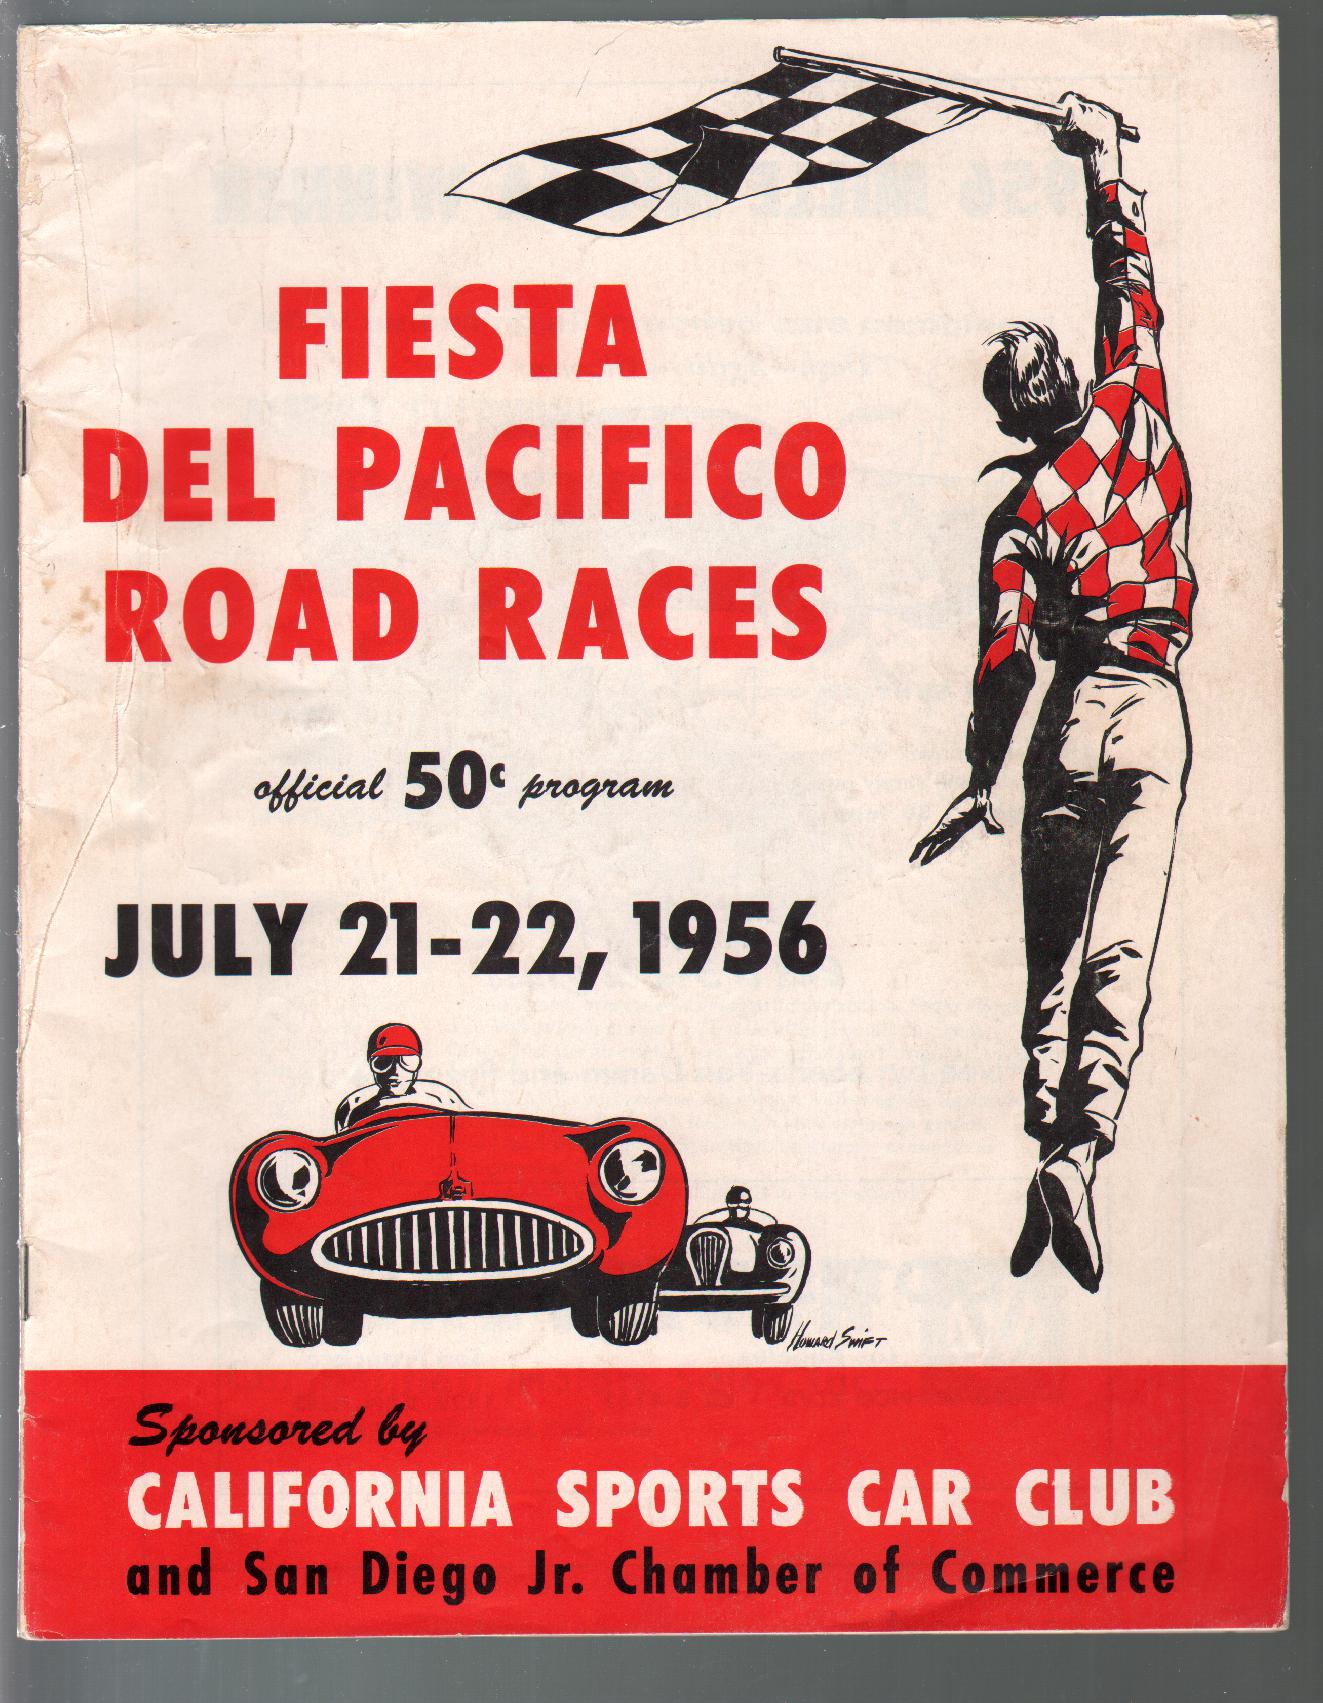 FIESTA
DEL PACIFICO
ROAD RACES
official 50c program
JULY 21-22, 1956
Howard Swift
Sponsored by
CALIFORNIA SPORTS CAR CLUB
and San Diego Jr. Chamber of Commerce